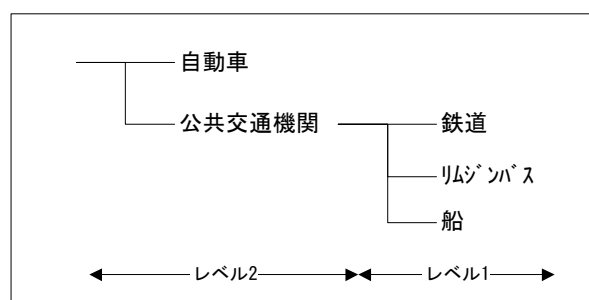 自動車
公共交通機関
鉄道
ﾘﾑｼﾞﾝﾊﾞｽ
船
レベル2
レベル1